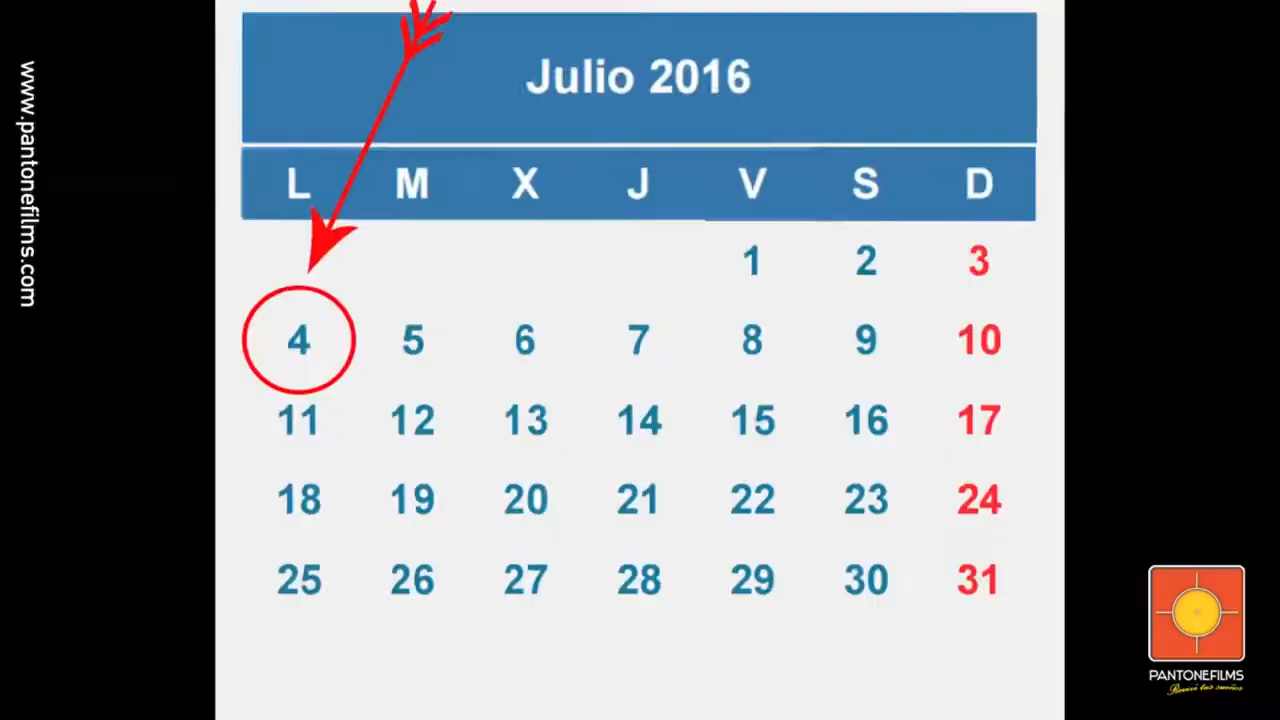 Julio 2016
L M X J V S D
1 2 3
4 5 6 7 8 9 10
11 12 13 14 15 16 17
18 19 20 21 22 23 24
25 26 27 28 29 30 31
www.pantonefilms.com
PANTONEFILMS